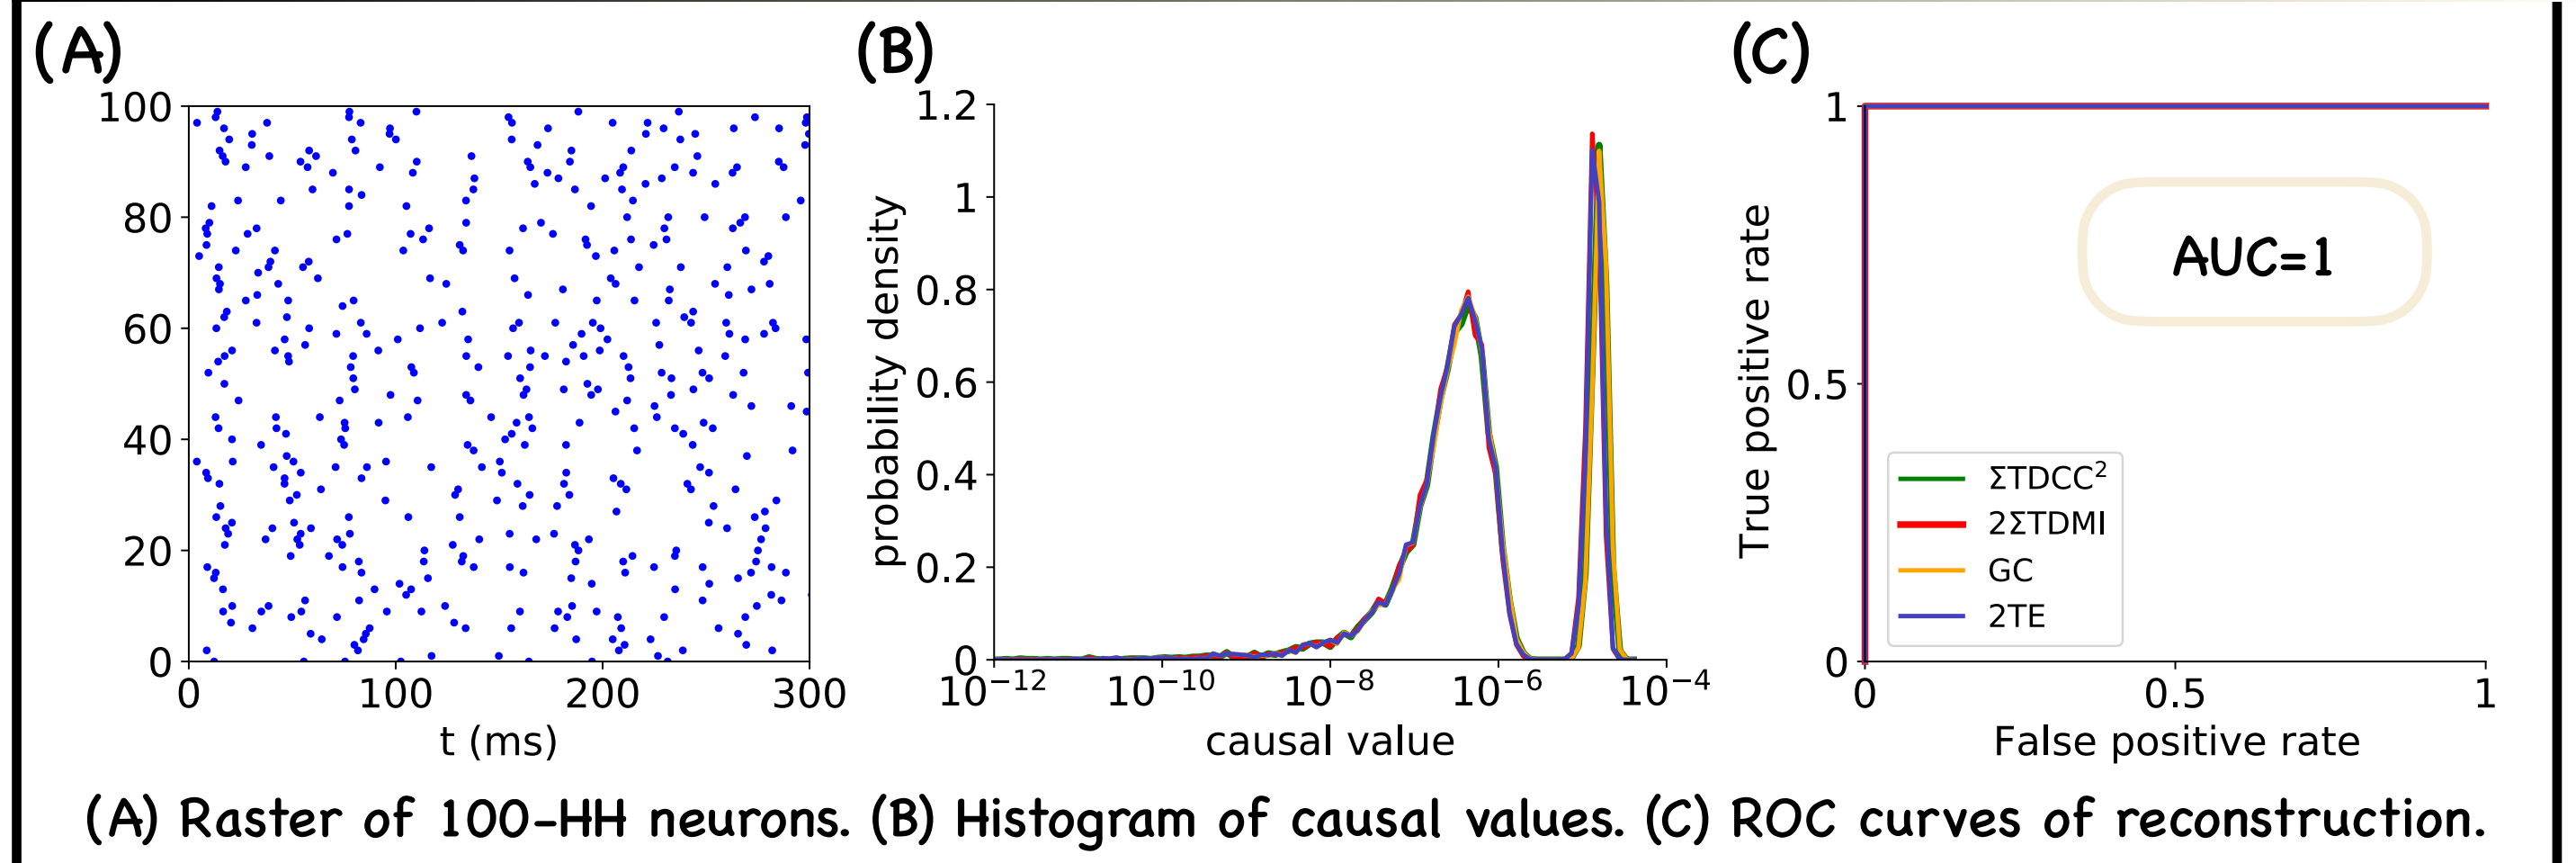 (A)
100
80
60
40
20
0
0 100 200 300
t (ms)
(B)
probability density
1.2
1
0.8
0.6
0.4
0.2
0
10⁻¹² 10⁻¹⁰ 10⁻⁸ 10⁻⁶ 10⁻⁴
causal value
(C)
True positive rate
1
0.5
0
AUC=1
ΣTDCC²
2ΣTDMI
GC
2TE
0 0.5 1
False positive rate
(A) Raster of 100-HH neurons. (B) Histogram of causal values. (C) ROC curves of reconstruction.